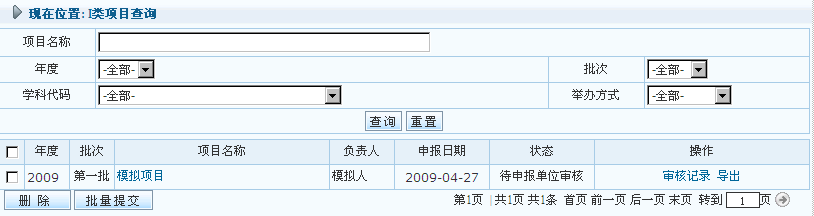 现在位置: I类项目查询
项目名称
年度 -全部- 批次 -全部-
学科代码 -全部- 举办方式 -全部-
查询 重置
年度 批次 项目名称 负责人 申报日期 状态 操作
2009 第一批 模拟项目 模拟人 2009-04-27 待申报单位审核 审核记录 导出
删 除 批量提交 第1页 | 共1页 共1条 首页 前一页 后一页 末页 转到 1 页